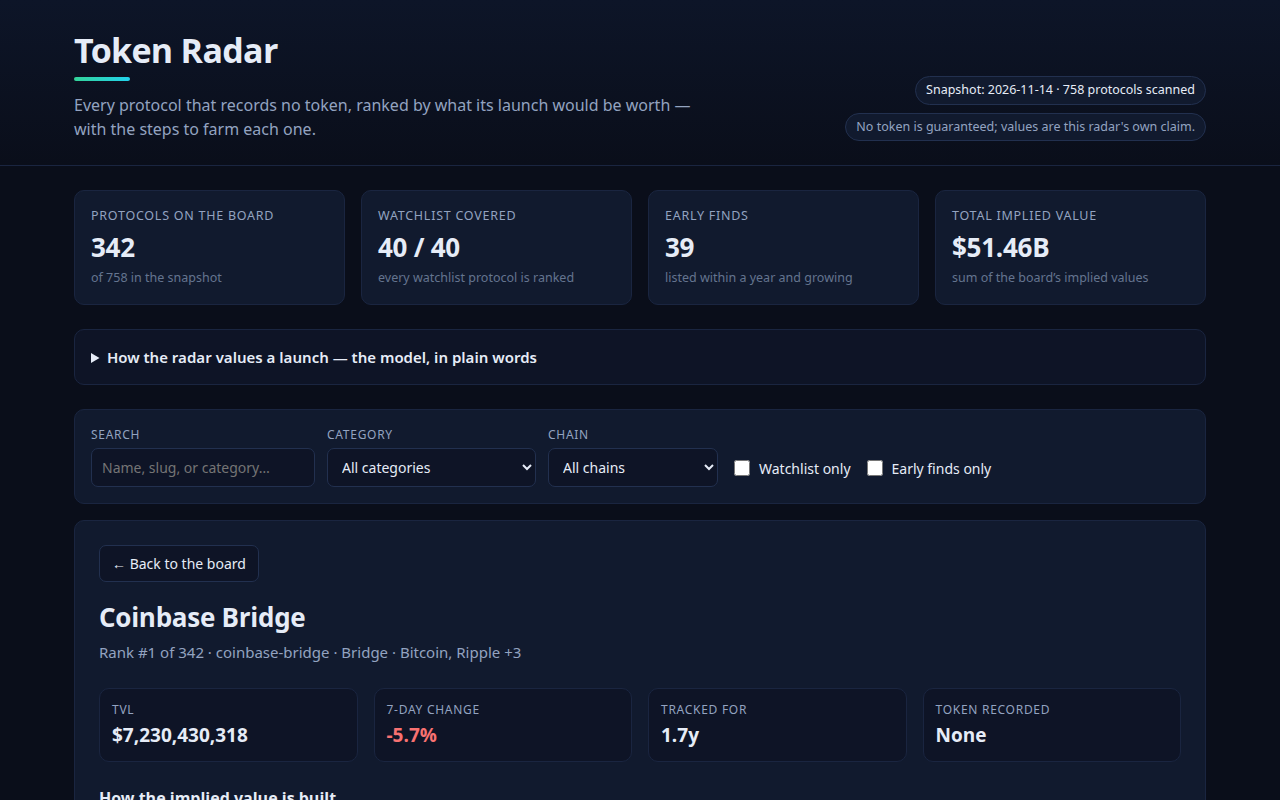 Token Radar
Every protocol that records no token, ranked by what its launch would be worth —
with the steps to farm each one.
Snapshot: 2026-11-14 · 758 protocols scanned
No token is guaranteed; values are this radar's own claim.
PROTOCOLS ON THE BOARD
342
of 758 in the snapshot
WATCHLIST COVERED
40 / 40
every watchlist protocol is ranked
EARLY FINDS
39
listed within a year and growing
TOTAL IMPLIED VALUE
$51.46B
sum of the board's implied values
▶ How the radar values a launch — the model, in plain words
SEARCH
Name, slug, or category...
CATEGORY
All categories
CHAIN
All chains
Watchlist only
Early finds only
← Back to the board
Coinbase Bridge
Rank #1 of 342 · coinbase-bridge · Bridge · Bitcoin, Ripple +3
TVL
$7,230,430,318
7-DAY CHANGE
-5.7%
TRACKED FOR
1.7y
TOKEN RECORDED
None
How the implied value is built